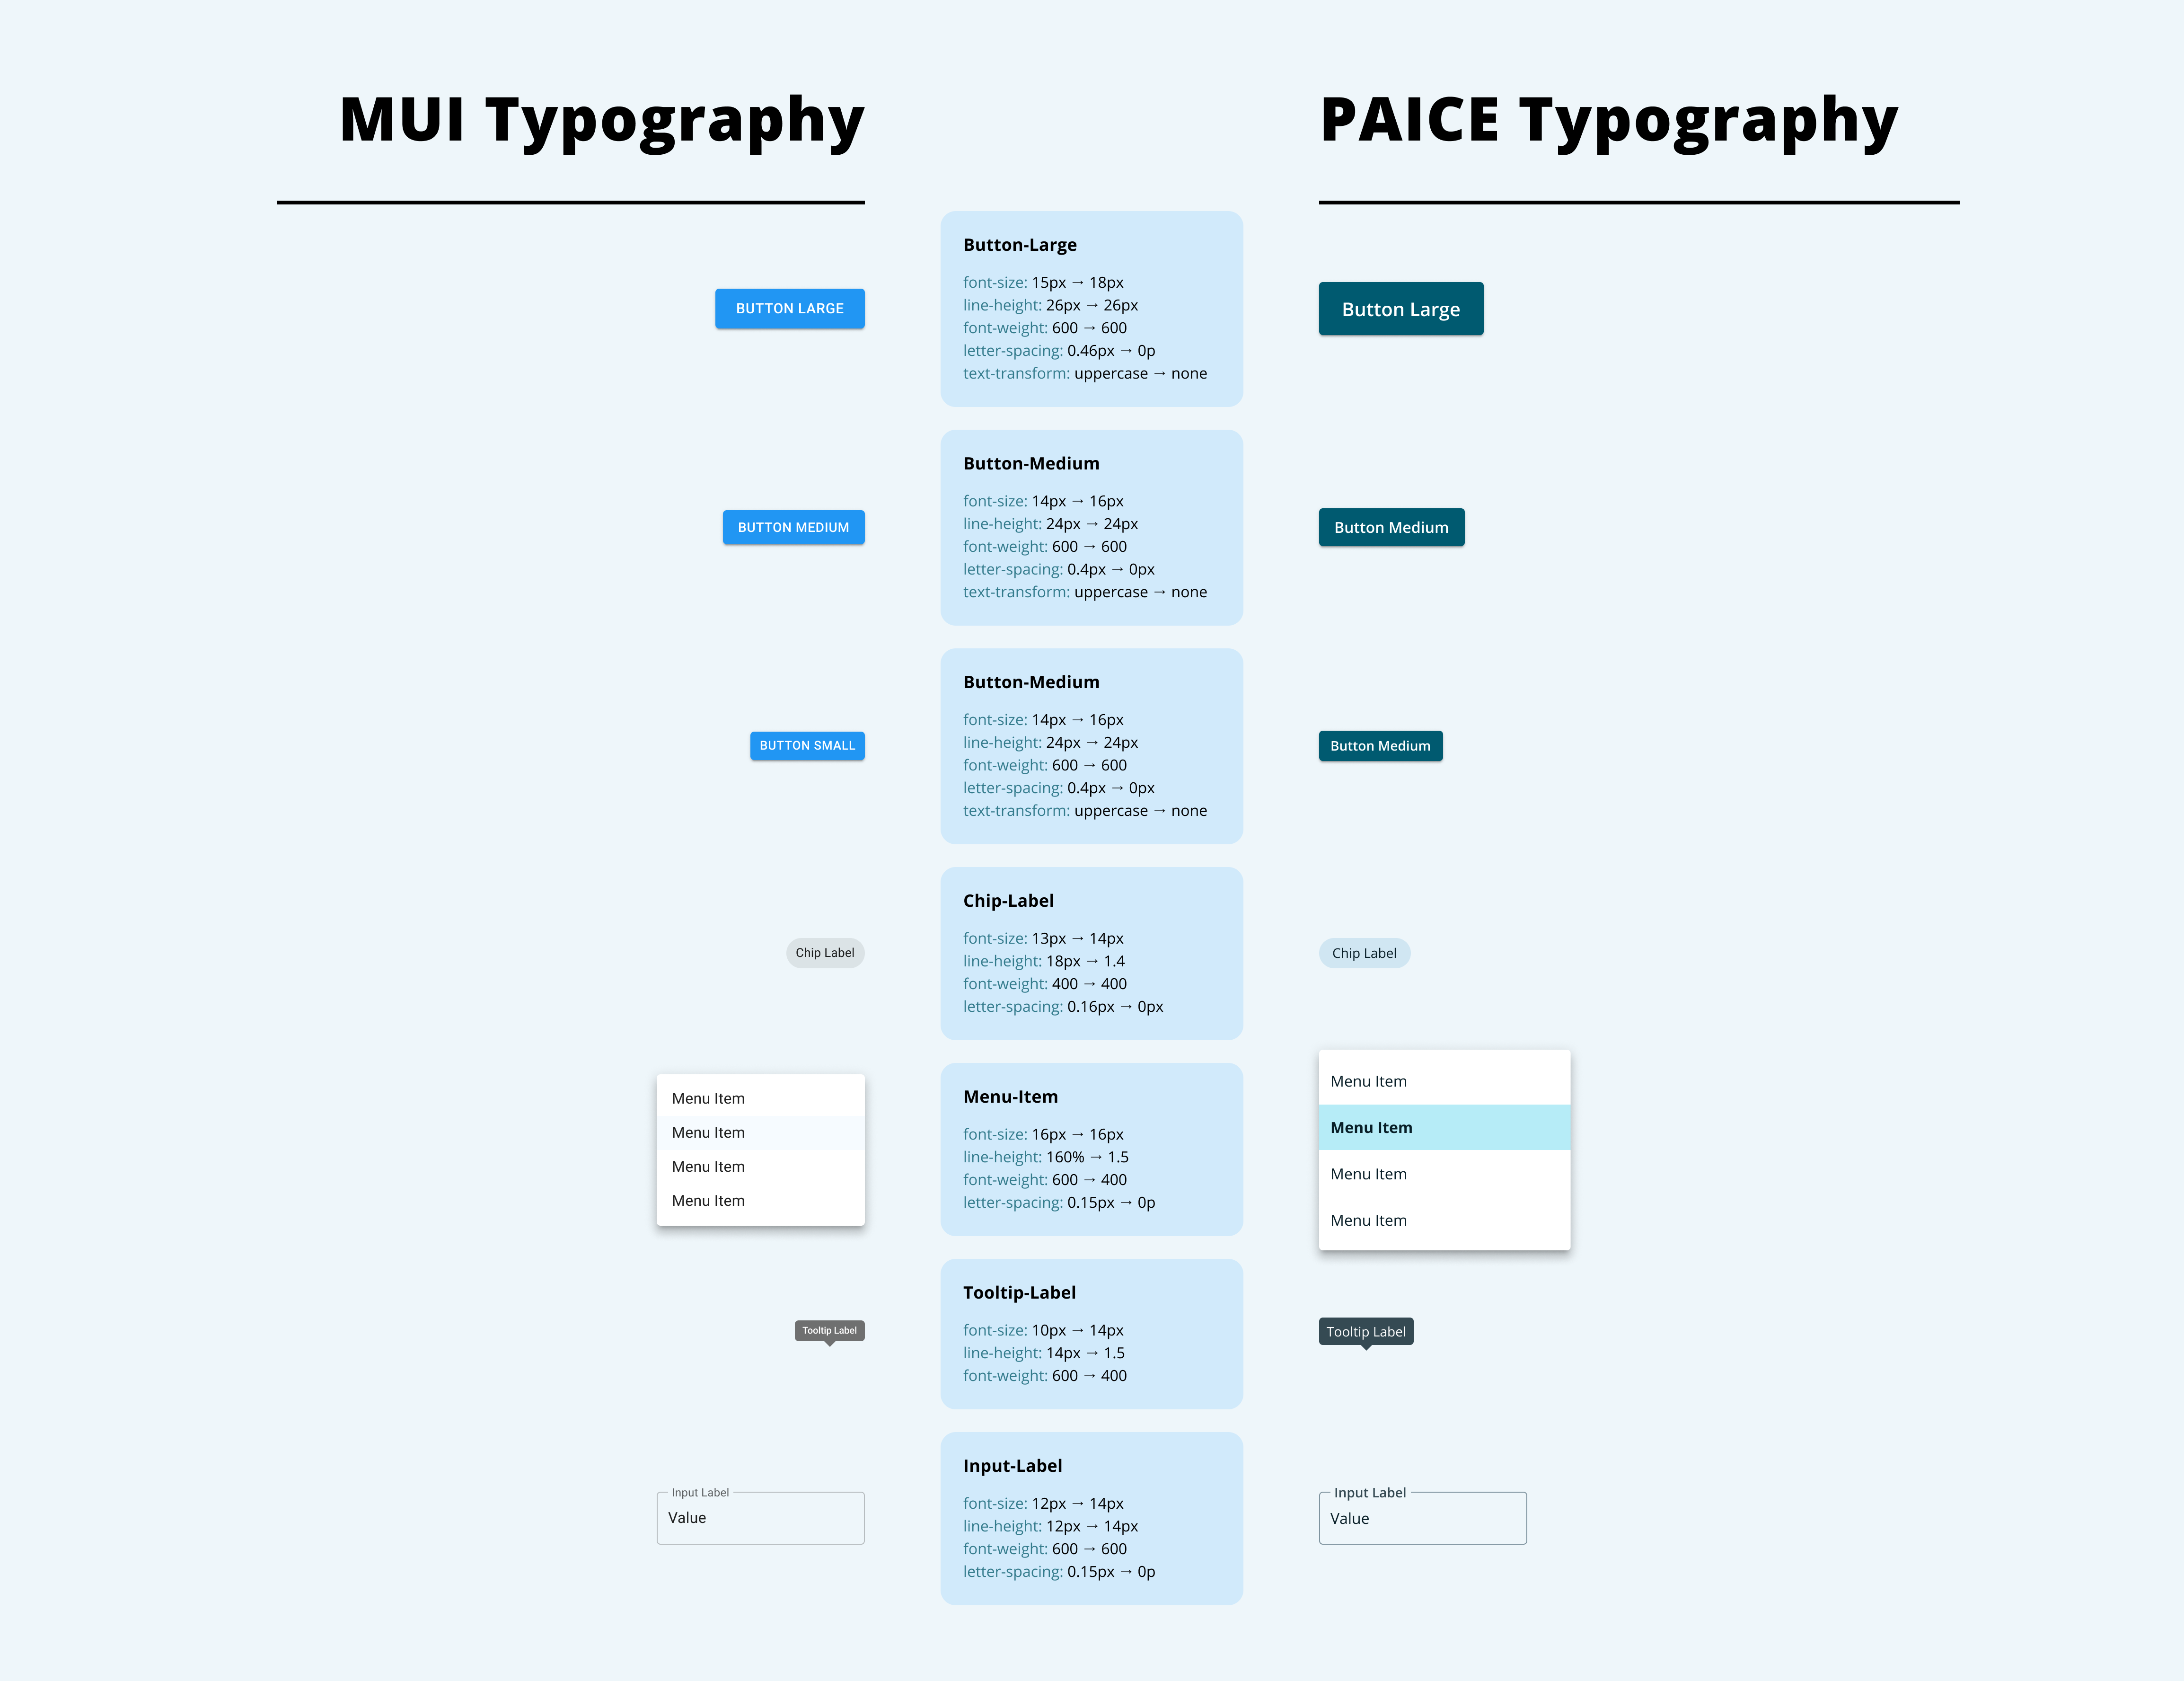 MUI Typography
PAICE Typography
BUTTON LARGE
Button-Large
font-size: 15px → 18px
line-height: 26px → 26px
font-weight: 600 → 600
letter-spacing: 0.46px → 0p
text-transform: uppercase → none
Button Large
BUTTON MEDIUM
Button-Medium
font-size: 14px → 16px
line-height: 24px → 24px
font-weight: 600 → 600
letter-spacing: 0.4px → 0px
text-transform: uppercase → none
Button Medium
BUTTON SMALL
Button-Medium
font-size: 14px → 16px
line-height: 24px → 24px
font-weight: 600 → 600
letter-spacing: 0.4px → 0px
text-transform: uppercase → none
Button Medium
Chip Label
Chip-Label
font-size: 13px → 14px
line-height: 18px → 1.4
font-weight: 400 → 400
letter-spacing: 0.16px → 0px
Chip Label
Menu Item
Menu Item
Menu Item
Menu Item
Menu-Item
font-size: 16px → 16px
line-height: 160% → 1.5
font-weight: 600 → 400
letter-spacing: 0.15px → 0p
Menu Item
Menu Item
Menu Item
Menu Item
Tooltip Label
Tooltip-Label
font-size: 10px → 14px
line-height: 14px → 1.5
font-weight: 600 → 400
Tooltip Label
Input Label
Value
Input-Label
font-size: 12px → 14px
line-height: 12px → 14px
font-weight: 600 → 600
letter-spacing: 0.15px → 0p
Input Label
Value